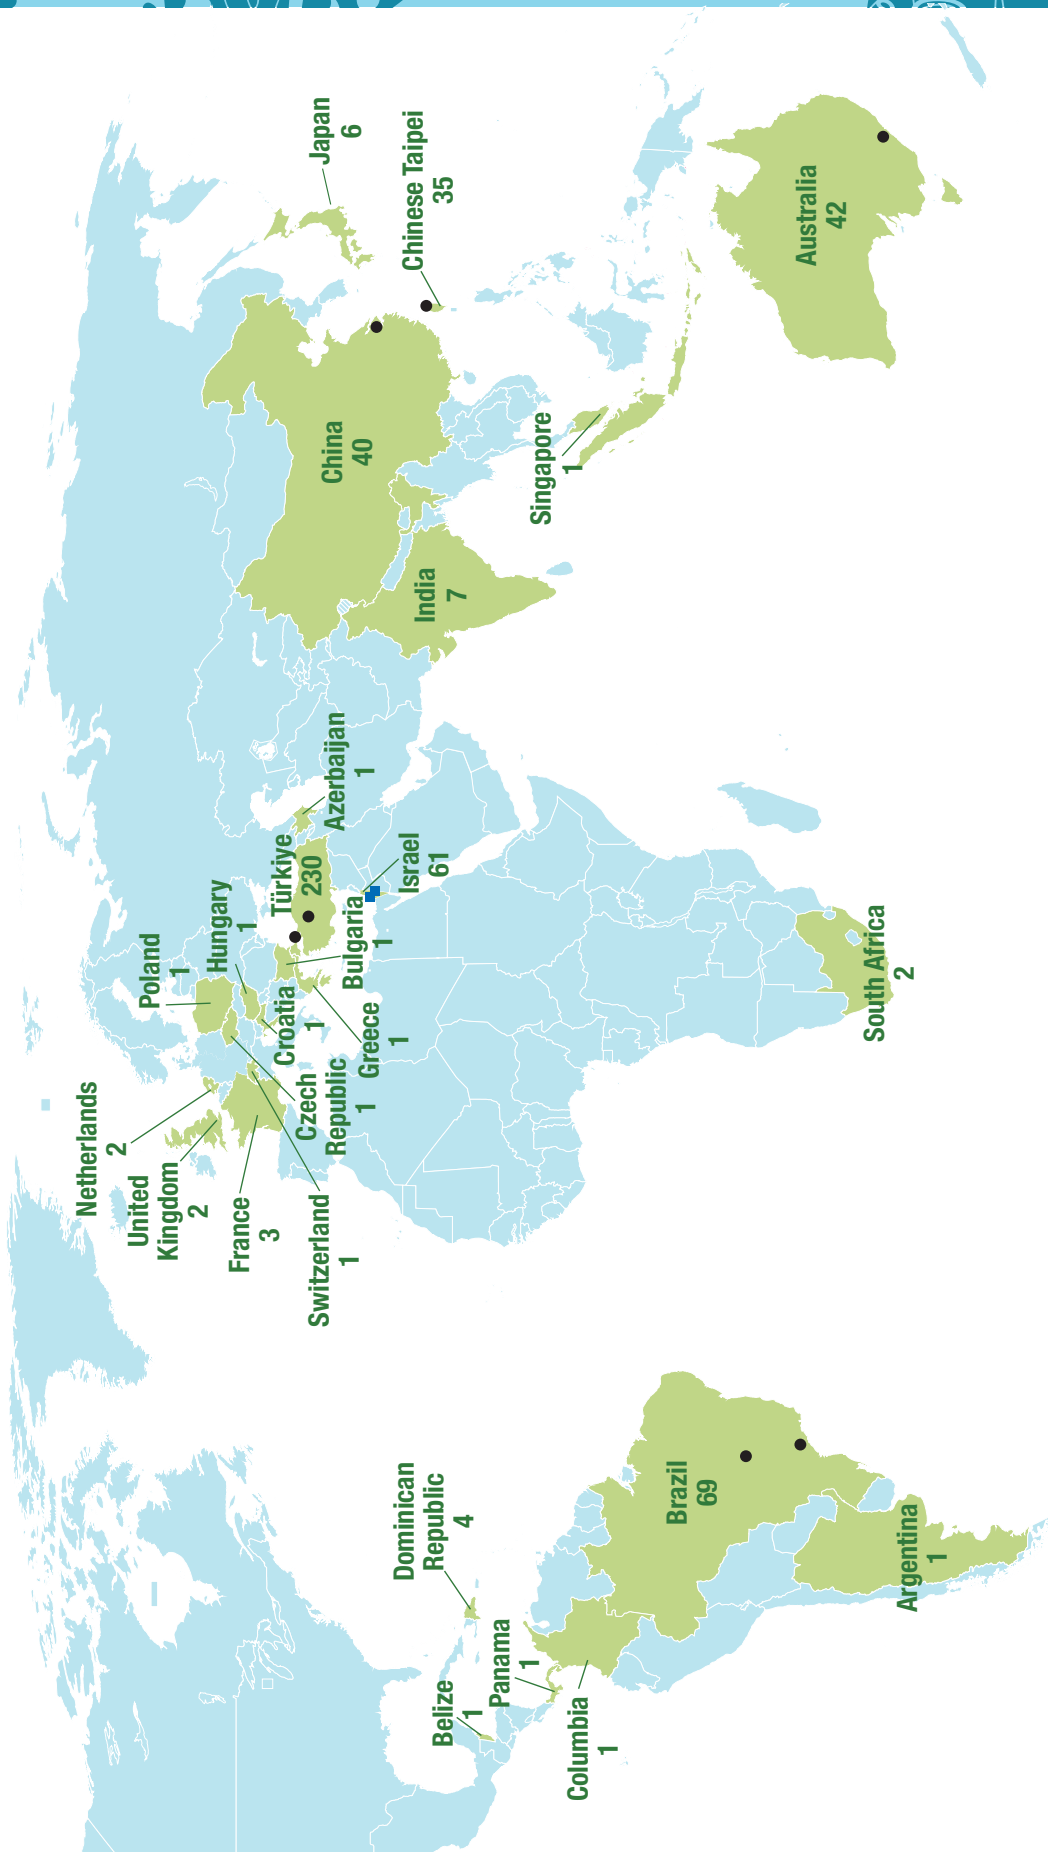 Netherlands
2
United
Kingdom
2
France
3
Switzerland
1
Czech
Republic
1
Croatia
1
Greece
1
Poland
1
Hungary
1
Bulgaria
1
Türkiye
230
Azerbaijan
1
Israel
61
Japan
6
Chinese Taipei
35
China
40
India
7
Singapore
1
Australia
42
South Africa
2
Dominican
Republic
4
Belize
1
Panama
1
Columbia
1
Brazil
69
Argentina
1